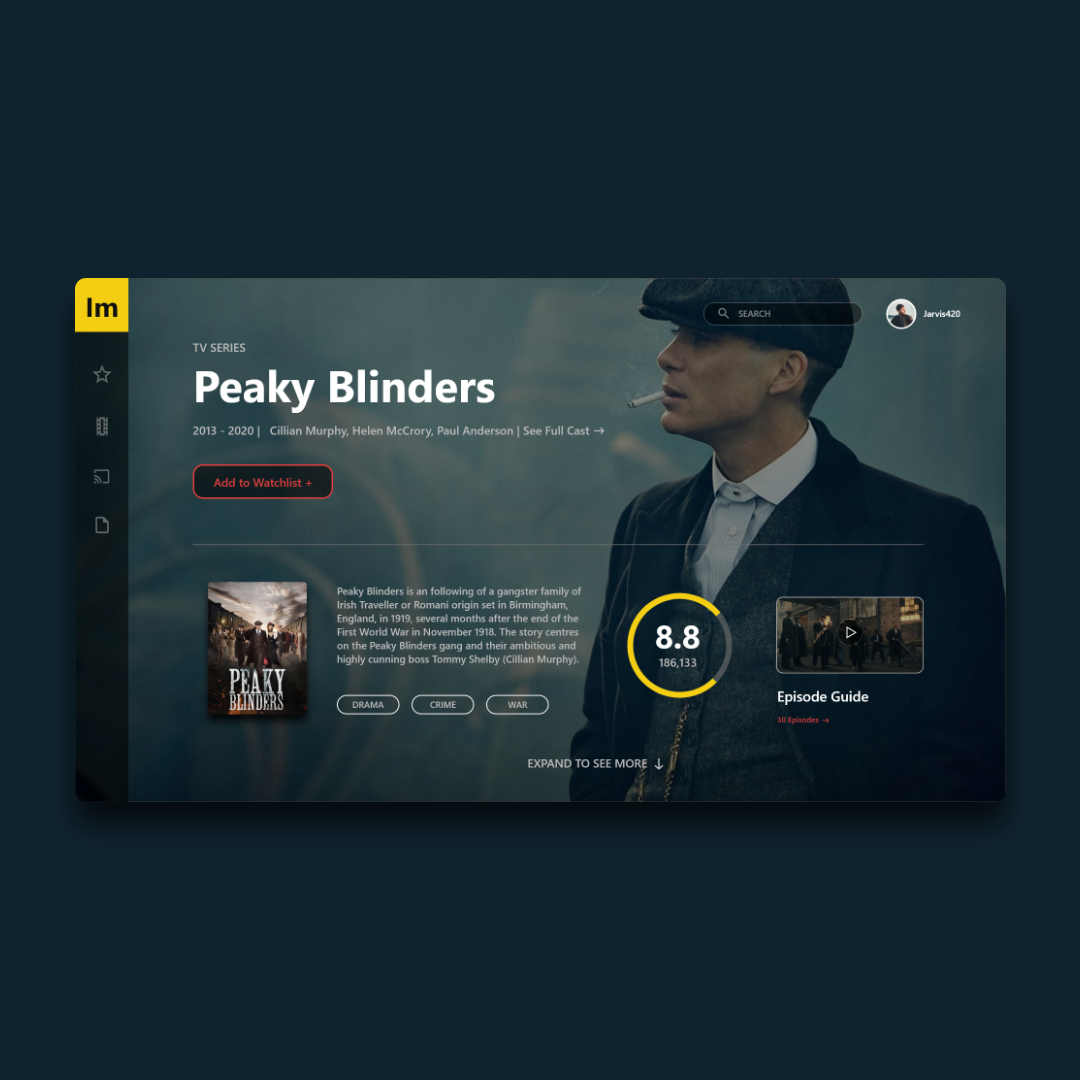 Im
SEARCH
Jarvis420
TV SERIES
Peaky Blinders
2013 - 2020 | Cillian Murphy, Helen McCrory, Paul Anderson | See Full Cast →
Add to Watchlist +
Peaky Blinders is an following of a gangster family of
Irish Traveller or Romani origin set in Birmingham,
England, in 1919, several months after the end of the
First World War in November 1918. The story centres
on the Peaky Blinders gang and their ambitious and
highly cunning boss Tommy Shelby (Cillian Murphy).
DRAMA CRIME WAR
PEAKY
BLINDERS
8.8
186,133
Episode Guide
30 Episodes →
EXPAND TO SEE MORE ↓